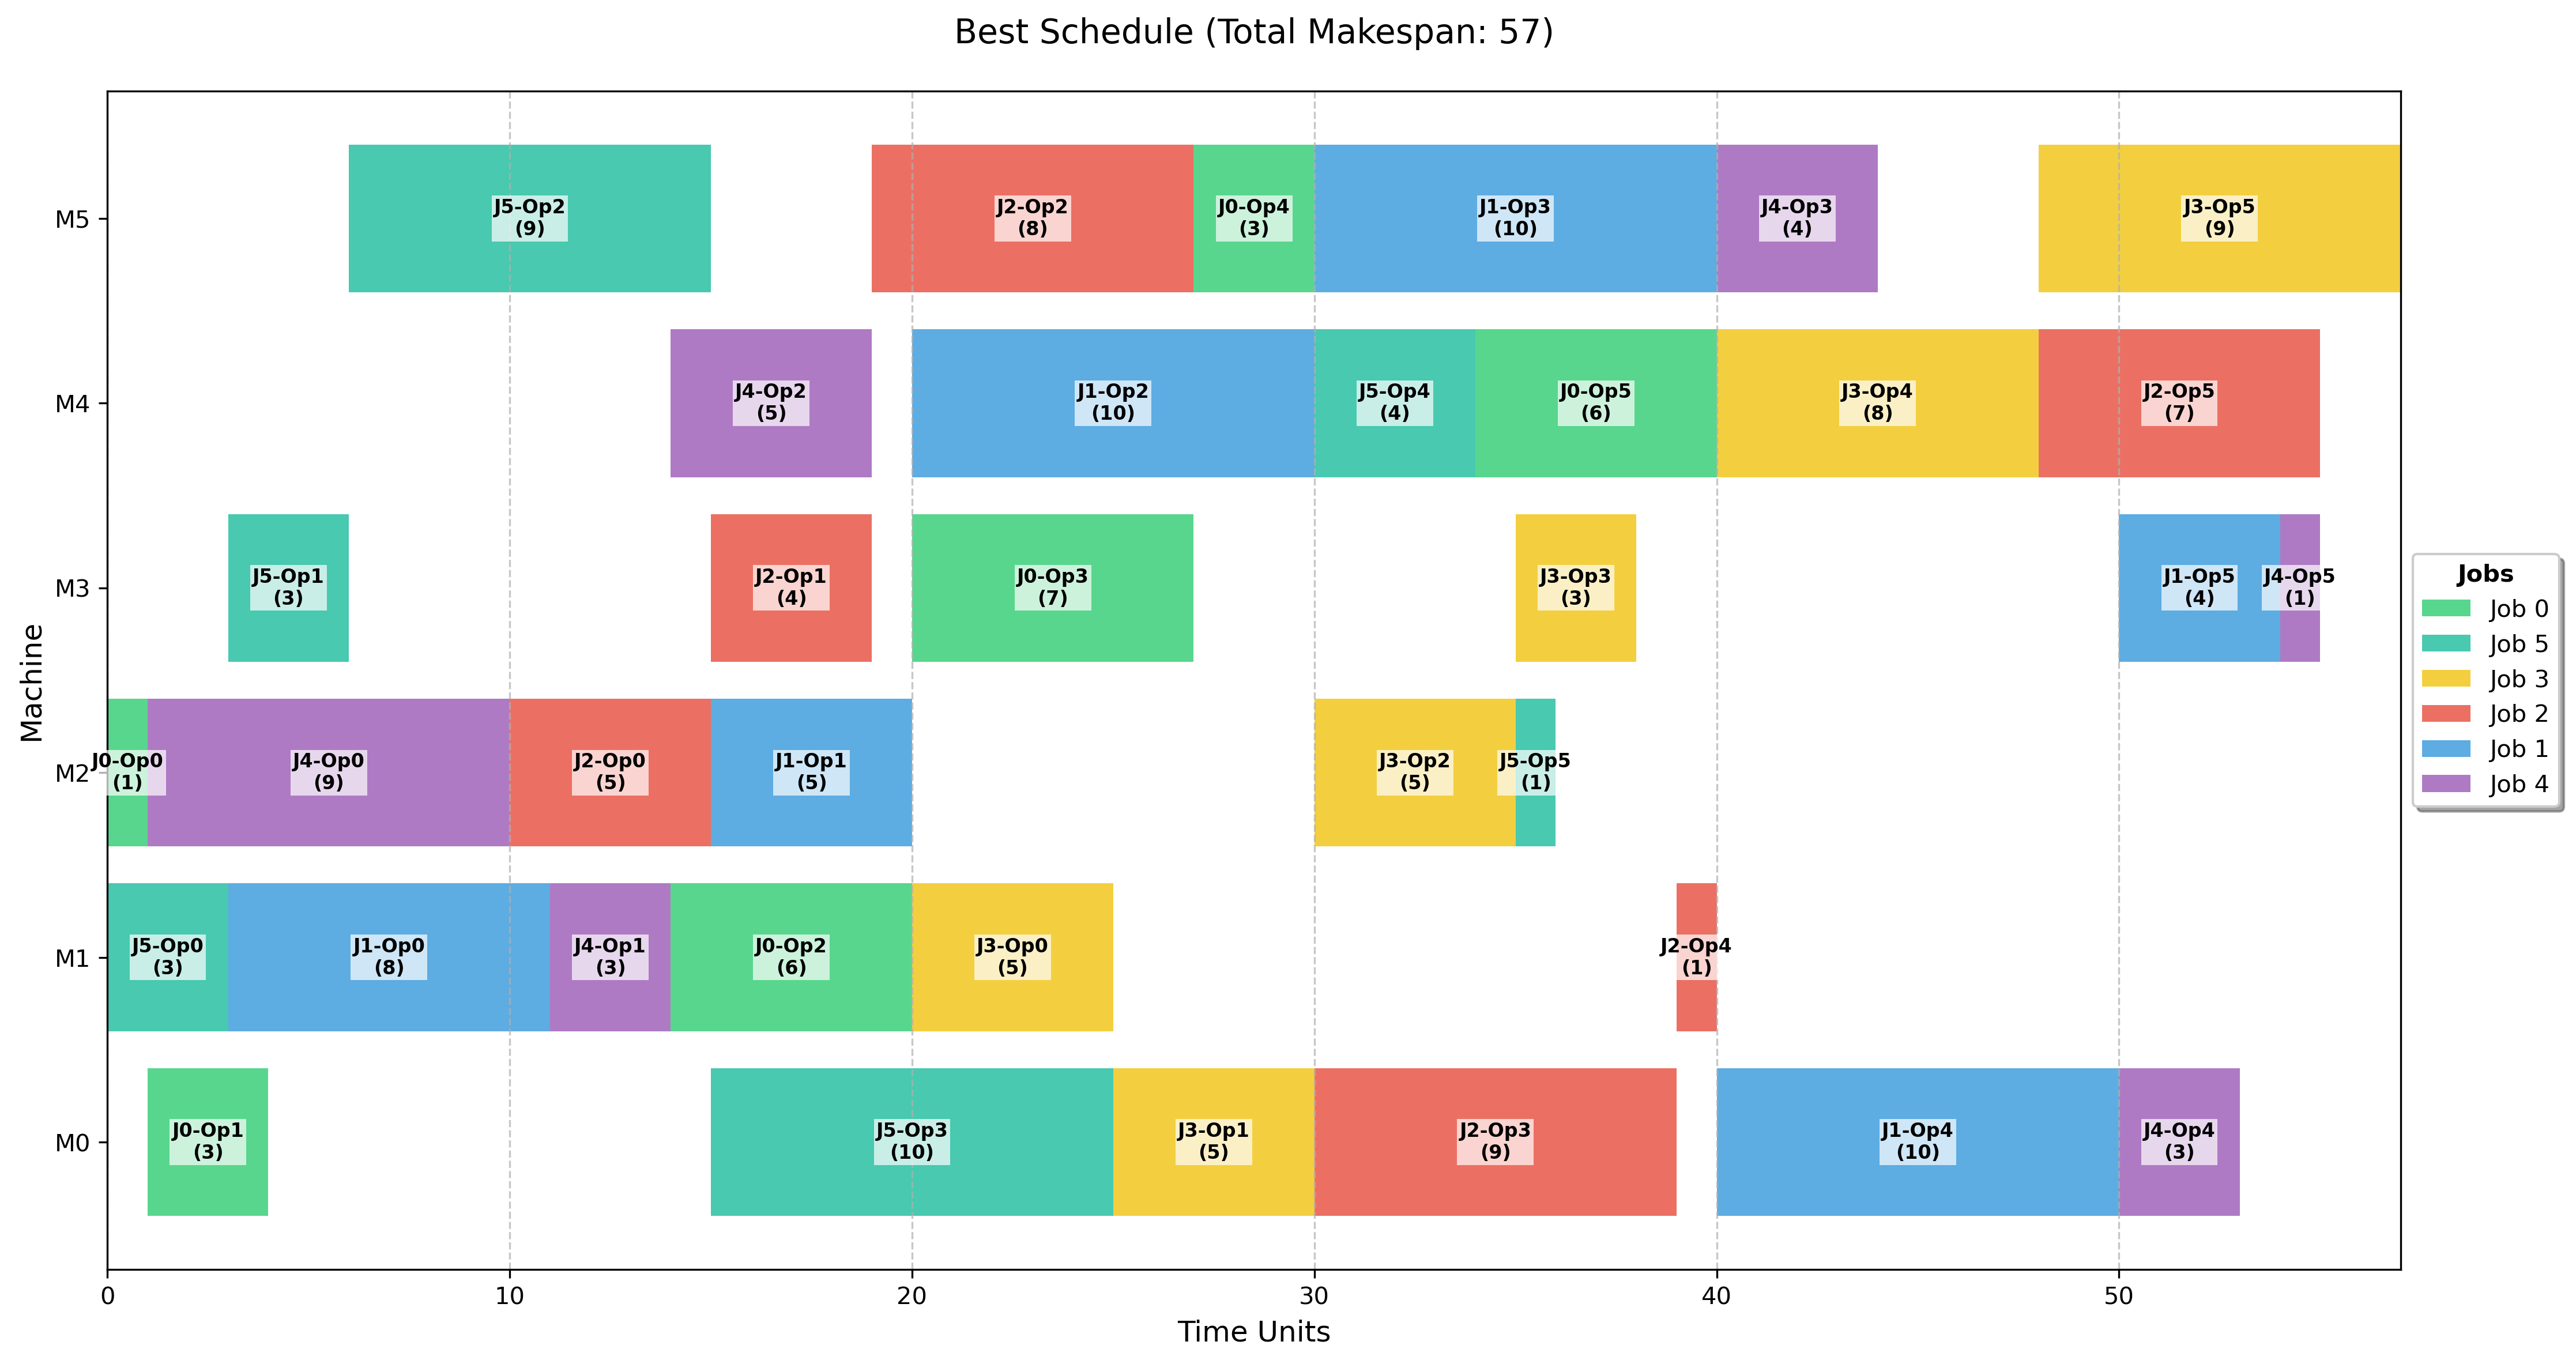 Best Schedule (Total Makespan: 57)
Machine
M5
J5-Op2
(9)
J2-Op2
(8)
J0-Op4
(3)
J1-Op3
(10)
J4-Op3
(4)
J3-Op5
(9)
M4
J4-Op2
(5)
J1-Op2
(10)
J5-Op4
(4)
J0-Op5
(6)
J3-Op4
(8)
J2-Op5
(7)
M3
J5-Op1
(3)
J2-Op1
(4)
J0-Op3
(7)
J3-Op3
(3)
J1-Op5
(4)
J4-Op5
(1)
M2
J0-Op0
(1)
J4-Op0
(9)
J2-Op0
(5)
J1-Op1
(5)
J3-Op2
(5)
J5-Op5
(1)
M1
J5-Op0
(3)
J1-Op0
(8)
J4-Op1
(3)
J0-Op2
(6)
J3-Op0
(5)
J2-Op4
(1)
M0
J0-Op1
(3)
J5-Op3
(10)
J3-Op1
(5)
J2-Op3
(9)
J1-Op4
(10)
J4-Op4
(3)
0 10 20 30 40 50
Time Units
Jobs
Job 0
Job 5
Job 3
Job 2
Job 1
Job 4